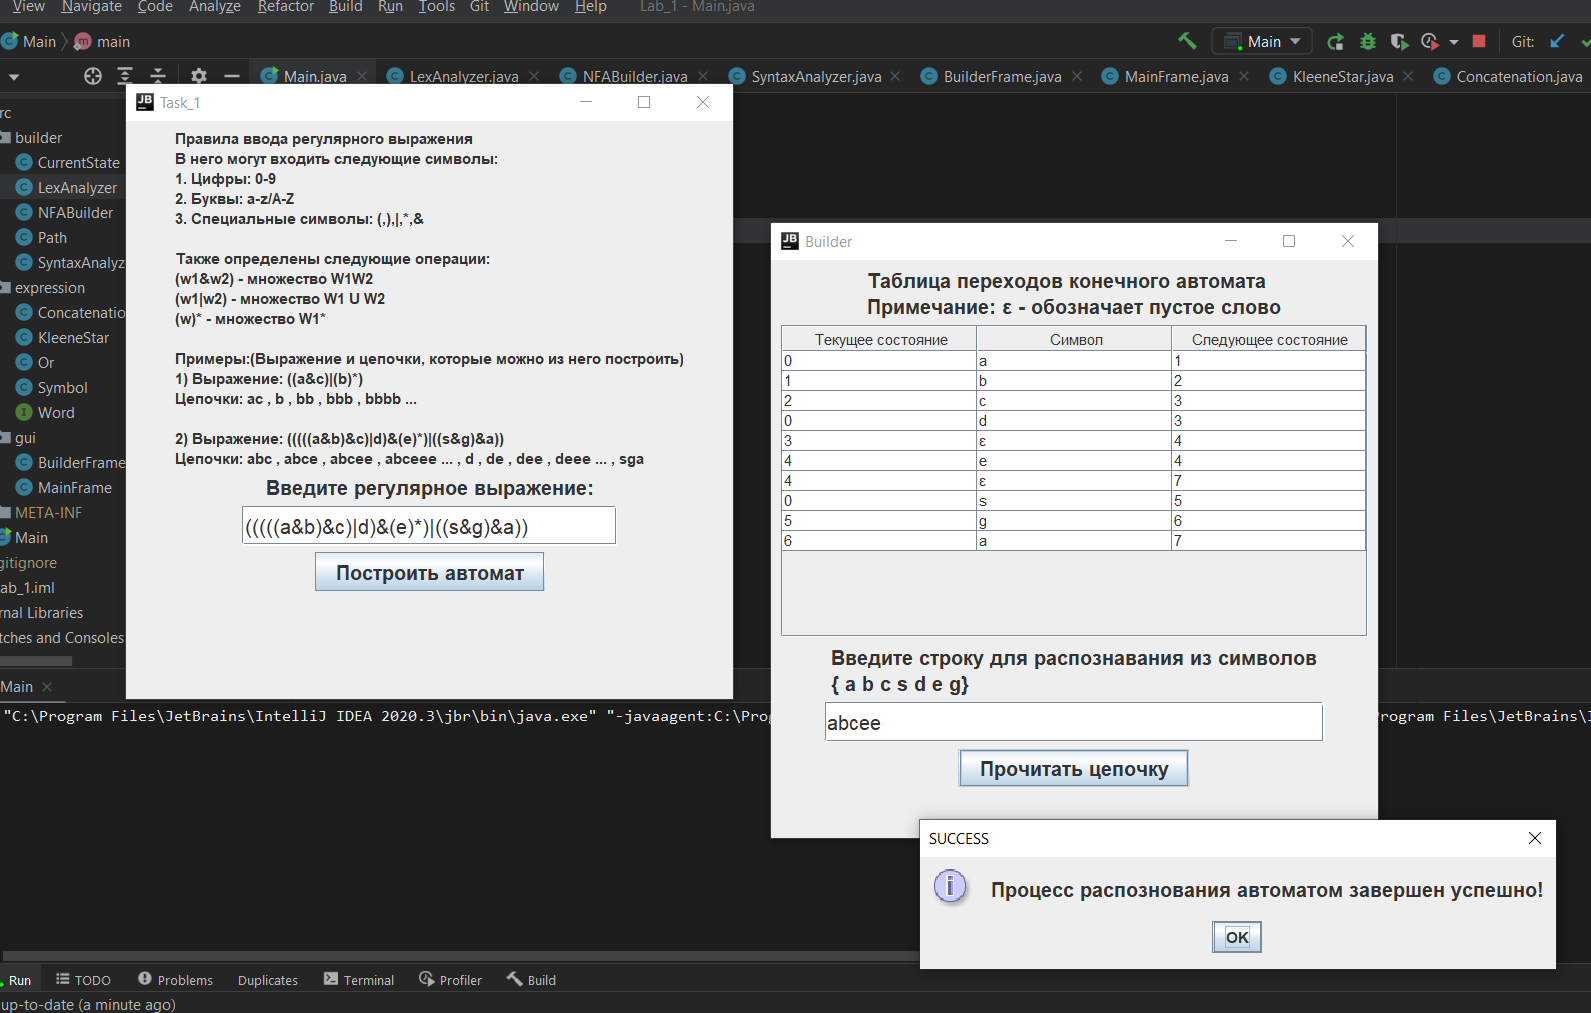 View Navigate Code Analyze Refactor Build Run Tools Git Window Help Lab_1 - Main.java
Main main Main Git:
Main.java LexAnalyzer.java NFABuilder.java SyntaxAnalyzer.java BuilderFrame.java MainFrame.java KleeneStar.java Concatenation.java
rc
builder
CurrentState
LexAnalyzer
NFABuilder
Path
SyntaxAnalyz
expression
Concatenatio
KleeneStar
Or
Symbol
Word
gui
BuilderFrame
MainFrame
META-INF
Main
gitignore
ab_1.iml
rnal Libraries
tches and Consoles
Task_1
Правила ввода регулярного выражения
В него могут входить следующие символы:
1. Цифры: 0-9
2. Буквы: a-z/A-Z
3. Специальные символы: (,),|,*,&
Также определены следующие операции:
(w1&w2) - множество W1W2
(w1|w2) - множество W1 U W2
(w)* - множество W1*
Примеры:(Выражение и цепочки, которые можно из него построить)
1) Выражение: ((a&c)|(b)*)
Цепочки: ac , b , bb , bbb , bbbb ...
2) Выражение: (((((a&b)&c)|d)&(e)*)|((s&g)&a))
Цепочки: abc , abce , abcee , abceee ... , d , de , dee , deee ... , sga
Введите регулярное выражение:
(((((a&b)&c)|d)&(e)*)|((s&g)&a))
Построить автомат
Builder
Таблица переходов конечного автомата
Примечание: ε - обозначает пустое слово
Текущее состояние Символ Следующее состояние
0 a 1
1 b 2
2 c 3
0 d 3
3 ε 4
4 e 4
4 ε 7
0 s 5
5 g 6
6 a 7
Введите строку для распознавания из символов
{ a b c s d e g}
abcee
Прочитать цепочку
SUCCESS
Процесс распознования автоматом завершен успешно!
OK
Main
"C:\Program Files\JetBrains\IntelliJ IDEA 2020.3\jbr\bin\java.exe" "-javaagent:C:\Prog rogram Files\JetBrains\I
Run TODO Problems Duplicates Terminal Profiler Build
up-to-date (a minute ago)